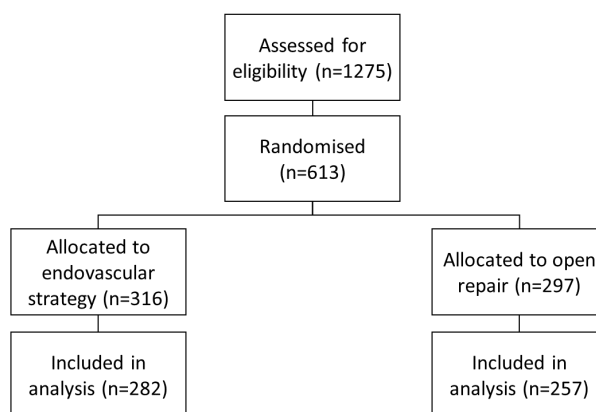 Assessed for
eligibility (n=1275)
Randomised
(n=613)
Allocated to
endovascular
strategy (n=316)
Allocated to open
repair (n=297)
Included in
analysis (n=282)
Included in
analysis (n=257)